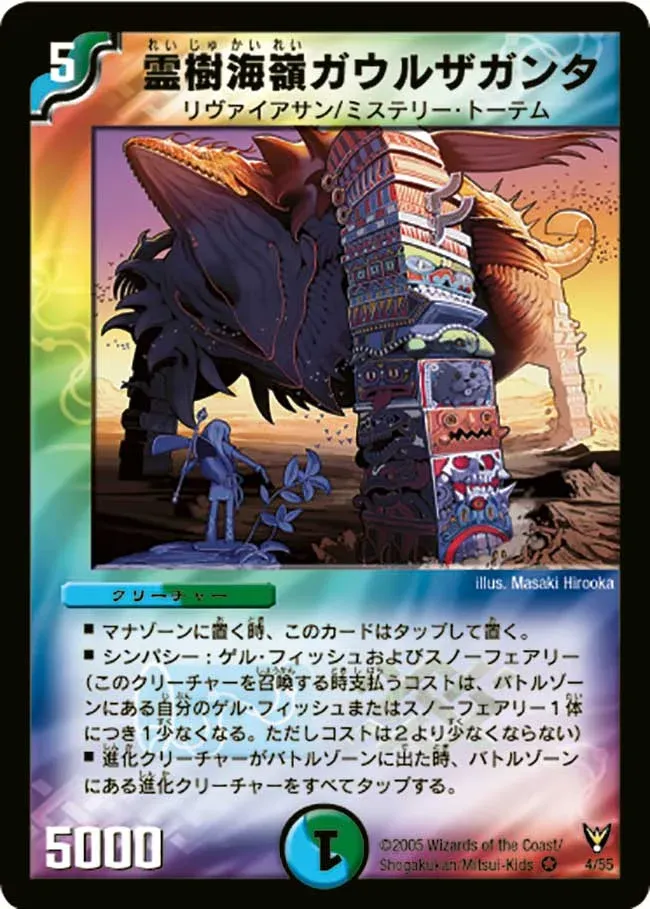 5
れいじゅかいれい
霊樹海嶺ガウルザガンタ
リヴァイアサン/ミステリー・トーテム
illus. Masaki Hirooka
クリーチャー
■ マナゾーンに置く時、このカードはタップして置く。
■ シンパシー:ゲル・フィッシュおよびスノーフェアリー
(このクリーチャーを召喚する時支払うコストは、バトルゾー
ンにある自分のゲル・フィッシュまたはスノーフェアリー1体
につき1少なくなる。ただしコストは2より少なくならない)
■ 進化クリーチャーがバトルゾーンに出た時、バトルゾーン
にある進化クリーチャーをすべてタップする。
5000
1
©2005 Wizards of the Coast/
Shogakukan/Mitsui-Kids
4/55